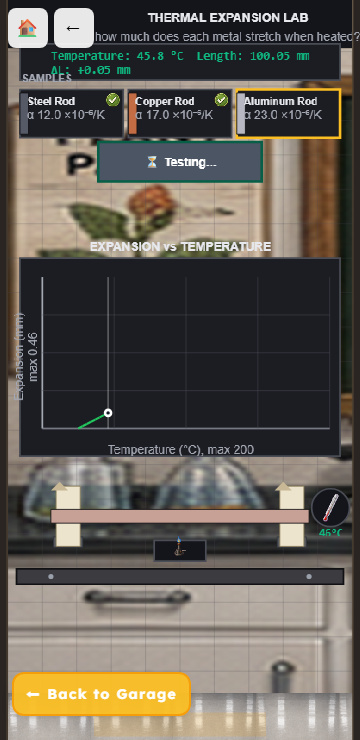 THERMAL EXPANSION LAB
how much does each metal stretch when heated?
Temperature: 45.8 °C Length: 100.05 mm
ΔL: +0.05 mm
SAMPLES
Steel Rod
α 12.0 ×10⁻⁶/K
Copper Rod
α 17.0 ×10⁻⁶/K
Aluminum Rod
α 23.0 ×10⁻⁶/K
⏳ Testing...
EXPANSION vs TEMPERATURE
Expansion (mm)
max 0.46
Temperature (°C), max 200
46°C
← Back to Garage